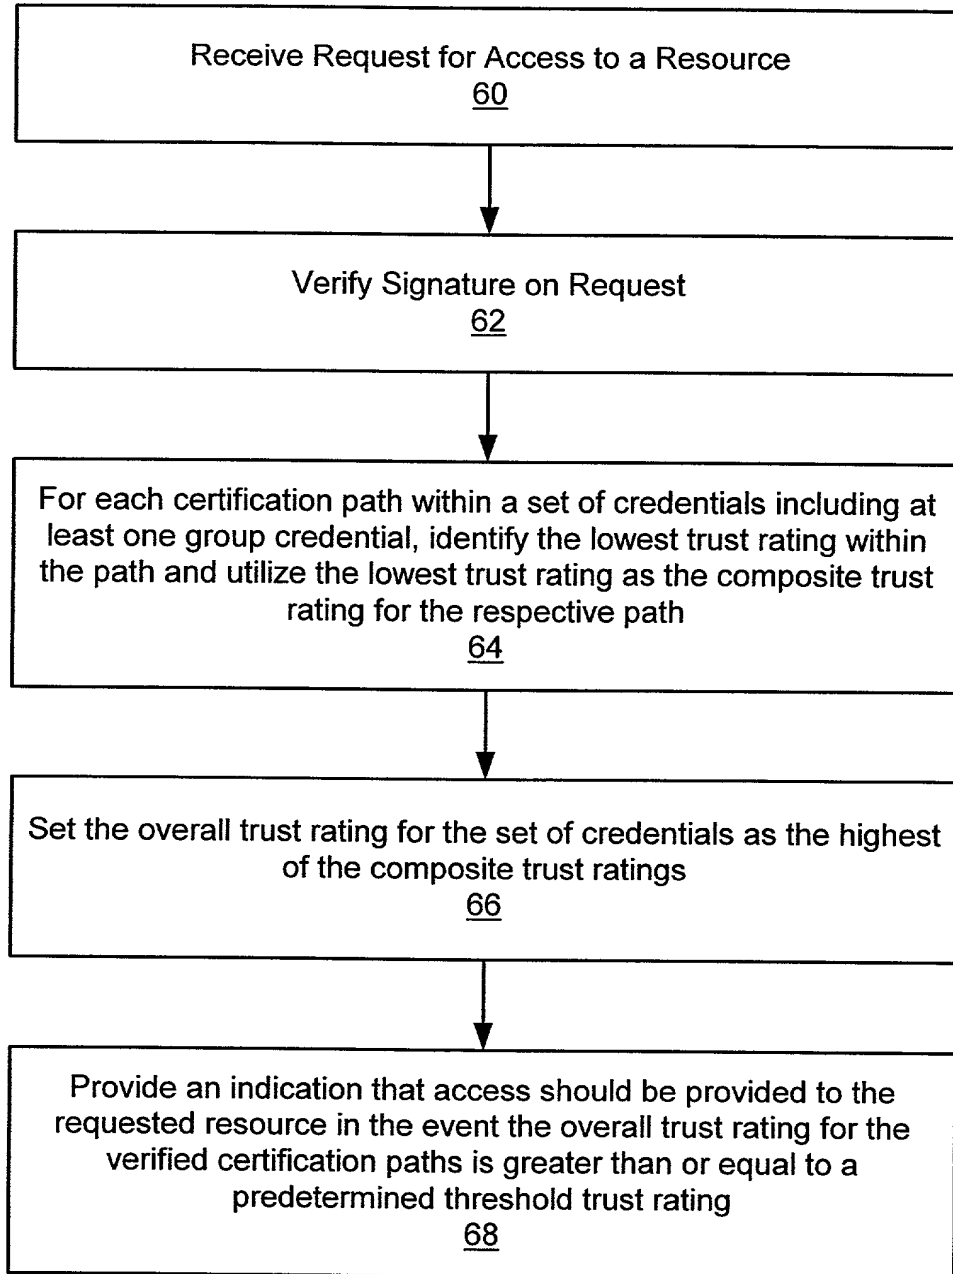 Receive Request for Access to a Resource
60
Verify Signature on Request
62
For each certification path within a set of credentials including at
least one group credential, identify the lowest trust rating within
the path and utilize the lowest trust rating as the composite trust
rating for the respective path
64
Set the overall trust rating for the set of credentials as the highest
of the composite trust ratings
66
Provide an indication that access should be provided to the
requested resource in the event the overall trust rating for the
verified certification paths is greater than or equal to a
predetermined threshold trust rating
68